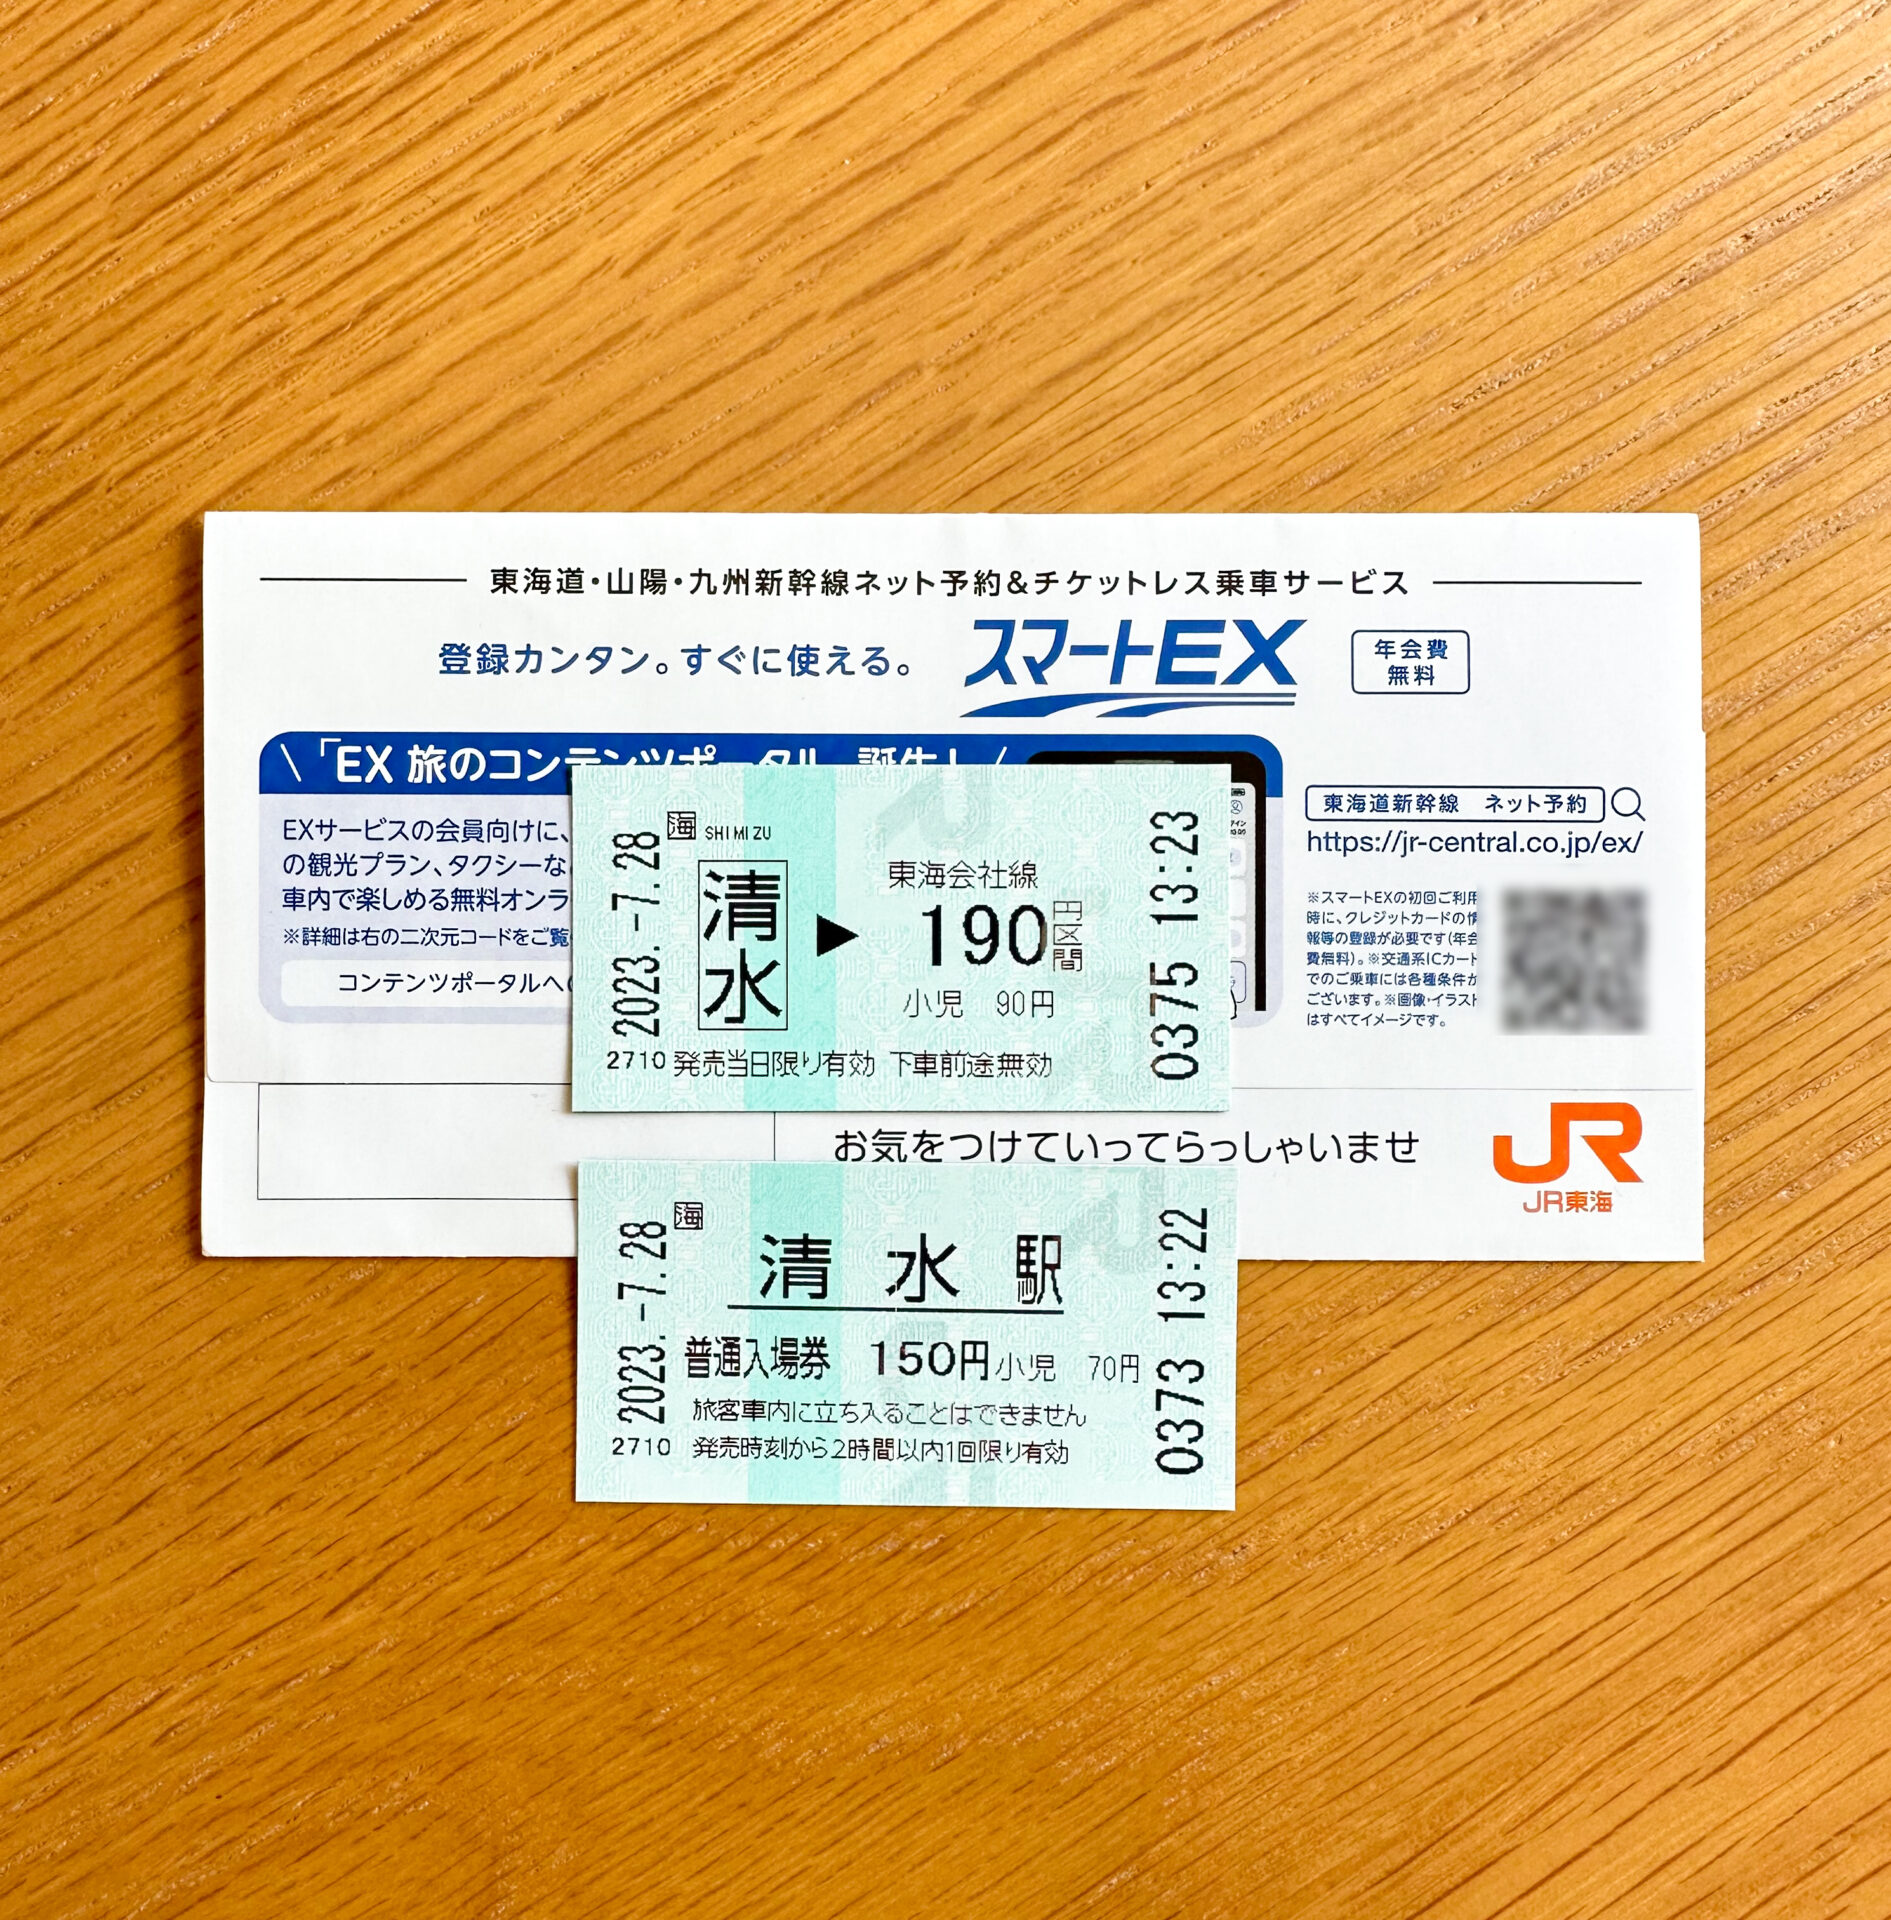 東海道・山陽・九州新幹線ネット予約&チケットレス乗車サービス
登録カンタン。すぐに使える。
スマートEX
年会費
無料
\「EX 旅のコンテンツポータル 誕生! /
EXサービスの会員向けに、
の観光プラン、タクシーな
車内で楽しめる無料オンラ
※詳細は右の二次元コードをご覧
コンテンツポータルへ
東海道新幹線 ネット予約
https://jr-central.co.jp/ex/
※スマートEXの初回ご利用
時に、クレジットカードの情
報等の登録が必要です(年会
費無料)。※交通系ICカード
でのご乗車には各種条件が
ございます。※画像・イラスト
はすべてイメージです。
2023.-7.28
海 SHIMIZU
清水
▶
東海会社線
190円区間
小児 90円
2710 発売当日限り有効 下車前途無効
0375 13:23
お気をつけていってらっしゃいませ
JR
JR東海
2023.-7.28
海
清水駅
普通入場券 150円 小児 70円
旅客車内に立ち入ることはできません
2710 発売時刻から2時間以内1回限り有効
0373 13:22